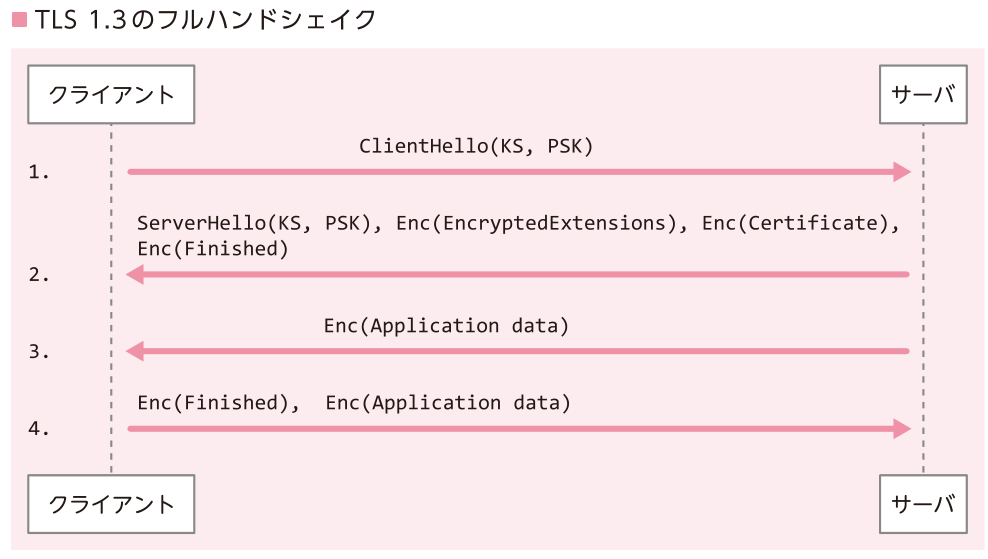 TLS 1.3のフルハンドシェイク
クライアント
サーバ
ClientHello(KS, PSK)
1.
ServerHello(KS, PSK), Enc(EncryptedExtensions), Enc(Certificate),
Enc(Finished)
2.
Enc(Application data)
3.
Enc(Finished), Enc(Application data)
4.
クライアント
サーバ